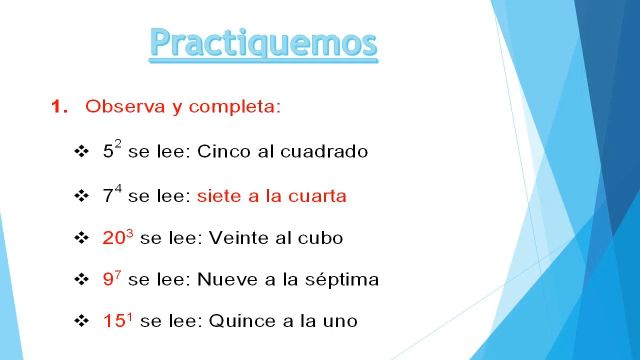 Practiquemos
1. Observa y completa:
❖ 5² se lee: Cinco al cuadrado
❖ 7⁴ se lee: siete a la cuarta
❖ 20³ se lee: Veinte al cubo
❖ 9⁷ se lee: Nueve a la séptima
❖ 15¹ se lee: Quince a la uno